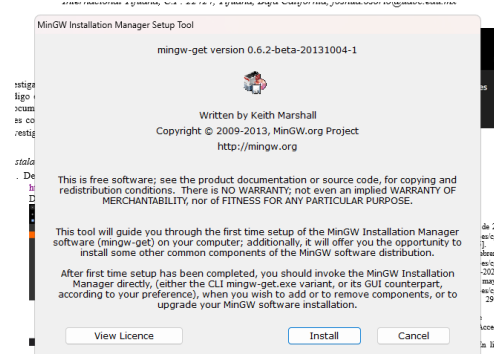 Internacional Tijuana, C.P. 22427, Tijuana, Baja California,
MinGW Installation Manager Setup Tool
mingw-get version 0.6.2-beta-20131004-1
Written by Keith Marshall
Copyright © 2009-2013, MinGW.org Project
http://mingw.org
This is free software; see the product documentation or source code, for copying and
redistribution conditions.  There is NO WARRANTY; not even an implied WARRANTY OF
MERCHANTABILITY, nor of FITNESS FOR ANY PARTICULAR PURPOSE.
This tool will guide you through the first time setup of the MinGW Installation Manager
software (mingw-get) on your computer; additionally, it will offer you the opportunity to
install some other common components of the MinGW software distribution.
After first time setup has been completed, you should invoke the MinGW Installation
Manager directly, (either the CLI mingw-get.exe variant, or its GUI counterpart,
according to your preference), when you wish to add or to remove components, or to
upgrade your MinGW software installation.
View Licence
Install
Cancel